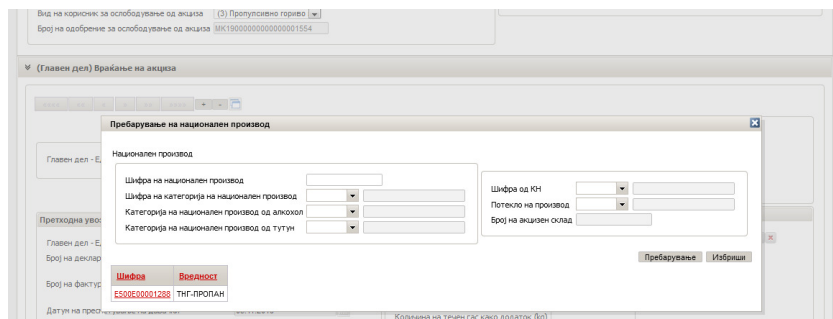 Вид на корисник за ослободување од акциза (3) Пропулсивно гориво
Број на одобрение за ослободување од акциза МК19000000000000001554
(Главен дел) Враќање на акциза
Пребарување на национален производ
Национален производ
Главен дел - Е
Шифра на национален производ
Шифра на категорија на национален производ
Категорија на национален производ од алкохол
Категорија на национален производ од тутун
Шифра од КН
Потекло на производ
Број на акцизен склад
Претходна увоз
Главен дел - Е
Број на деклар
Пребарување Избриши
Шифра Вредност
E500E00001288 ТНГ-ПРОПАН
Број на фактур
Количина на течен гас како додаток (ко)